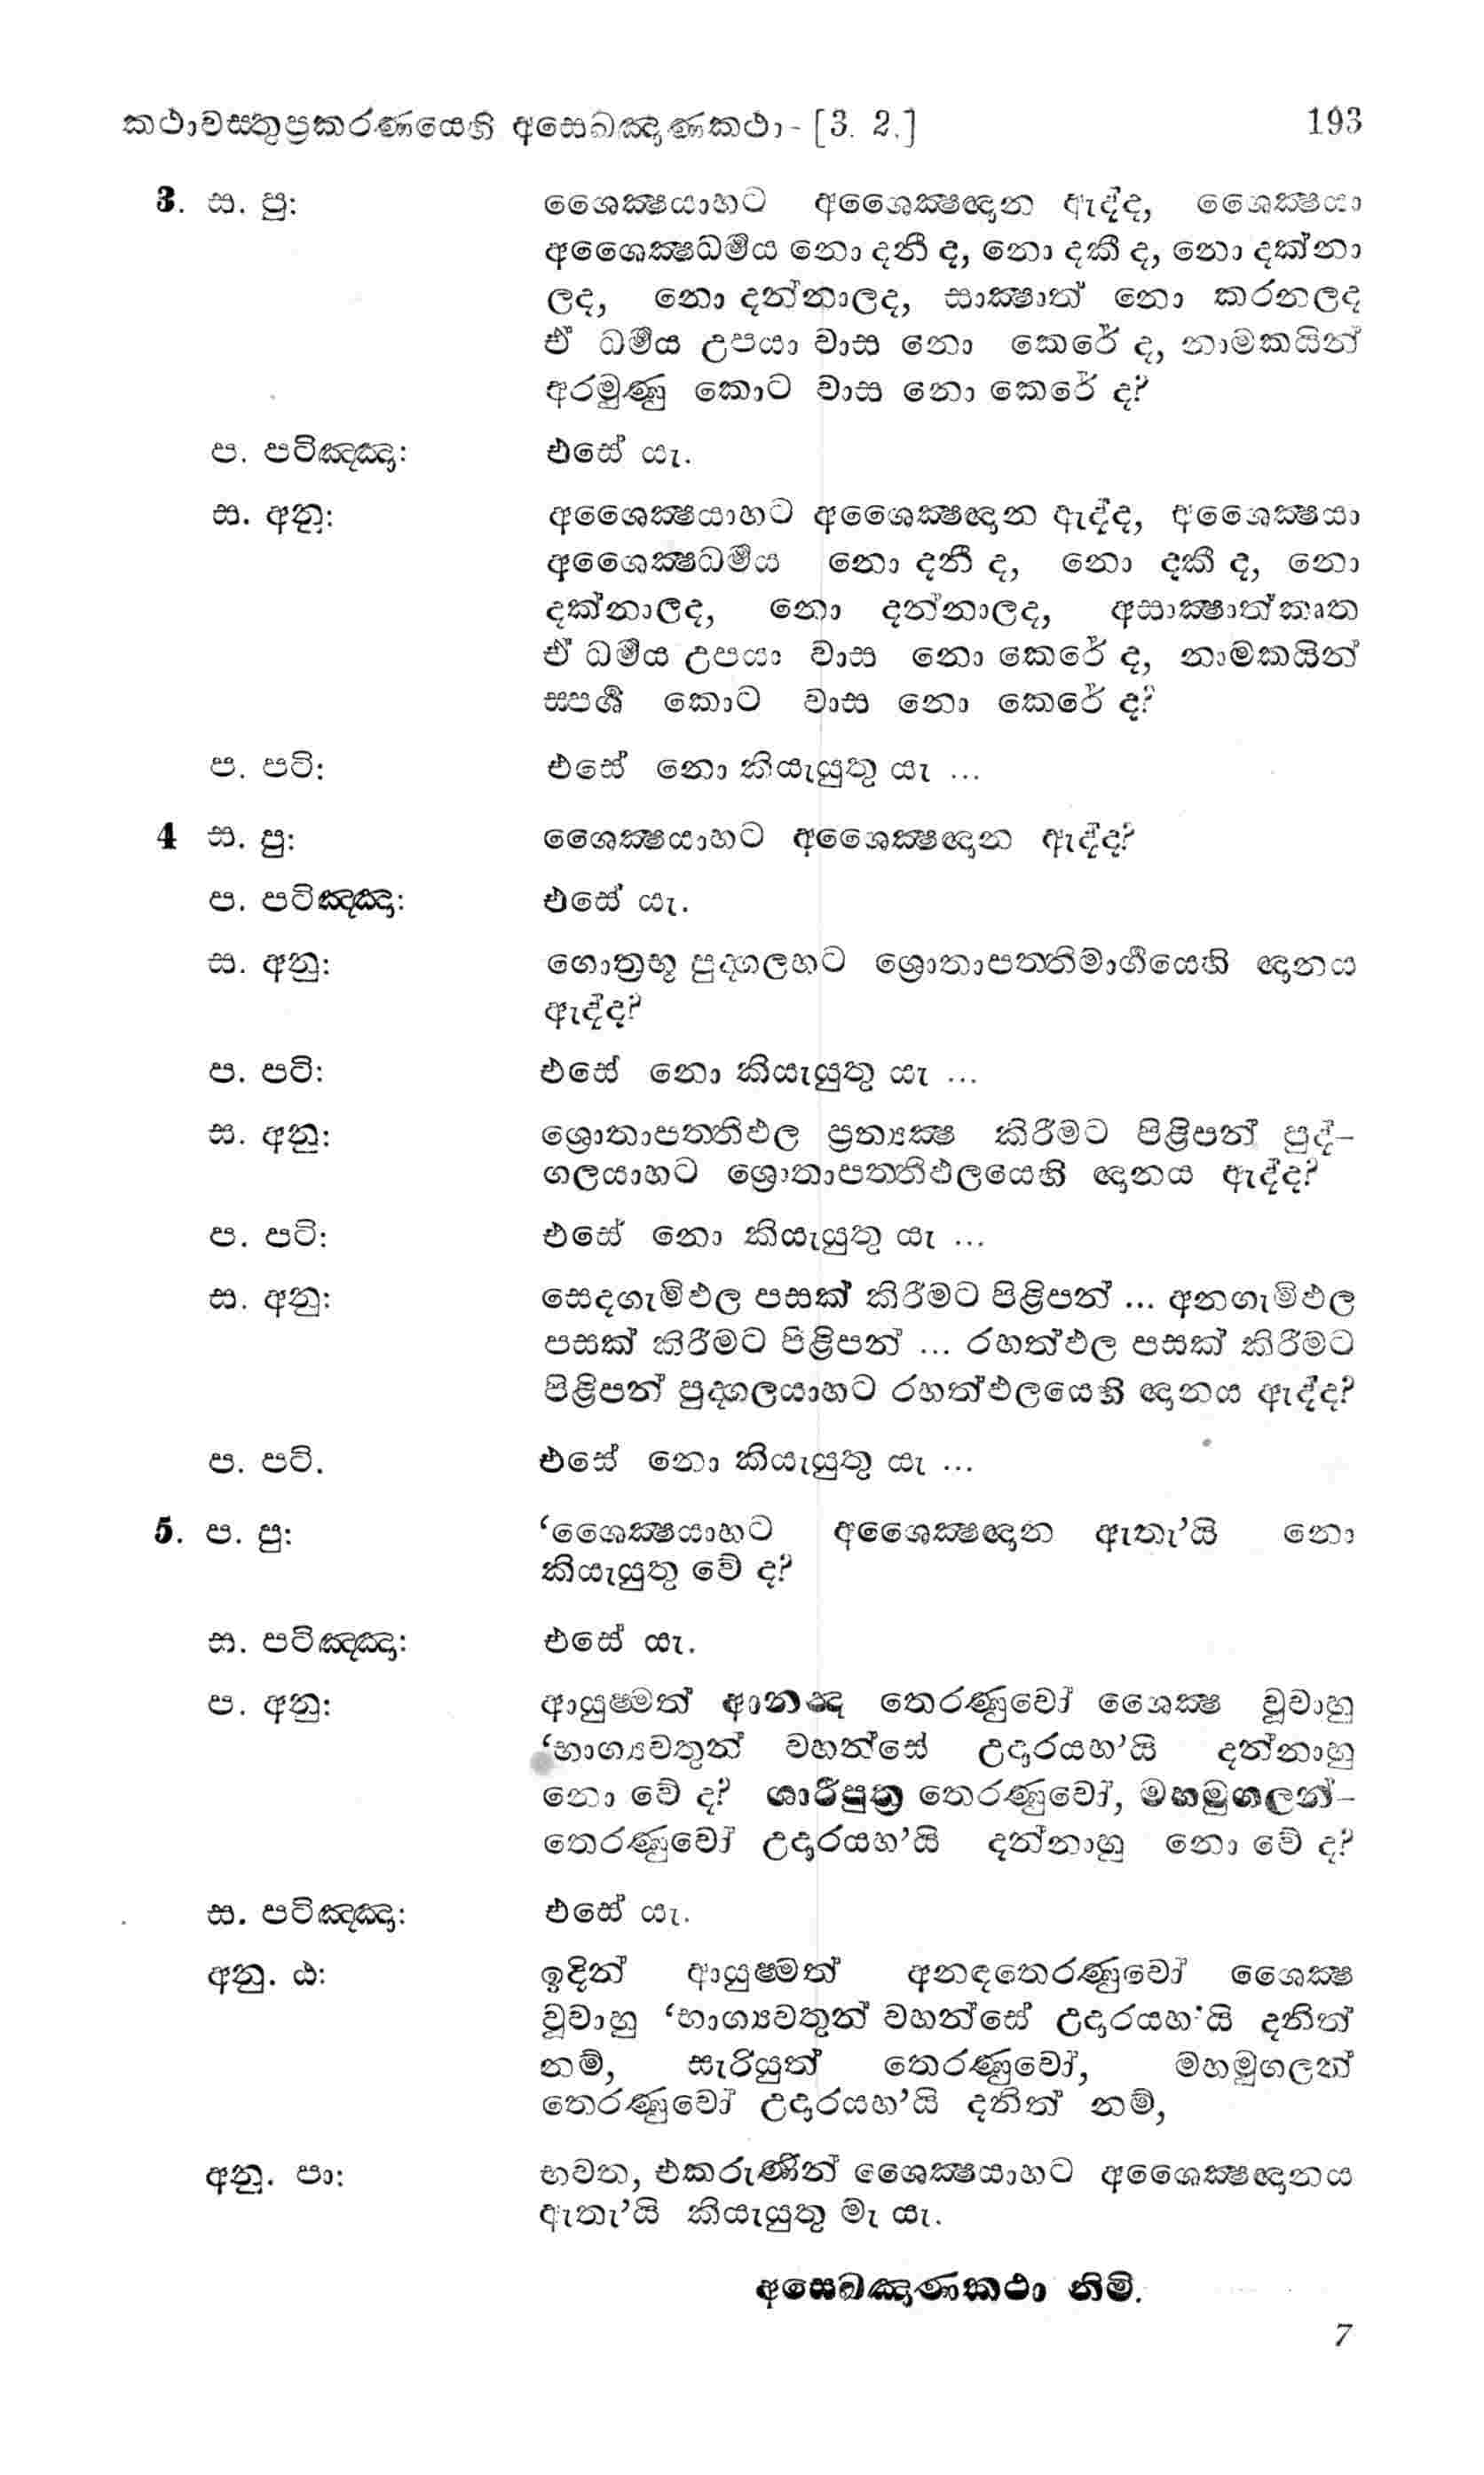 කථාවස්තුප්‍රකරණයෙහි අසෙඛඤාණකථා - [3. 2.] 193
3. ස. පු: ශෛක්‍ෂයාහට අශෛක්‍ෂඥාන ඇද්ද, ශෛක්‍ෂයා
අශෛක්‍ෂධර්‍මය නො දනී ද, නො දකී ද, නො දක්නා
ලද, නො දන්නාලද, සාක්‍ෂාත් නො කරනලද
ඒ ධර්‍මය උපයා වාස නො කෙරේ ද, නාමකයින්
අරමුණු කොට වාස නො කෙරේ ද?
ප. පටිඤ්ඤා: එසේ යැ.
ස. අනු: අශෛක්‍ෂයාහට අශෛක්‍ෂඥාන ඇද්ද, අශෛක්‍ෂයා
අශෛක්‍ෂධර්‍මය නො දනී ද, නො දකී ද, නො
දක්නාලද, නො දන්නාලද, අසාක්‍ෂාත්කෘත
ඒ ධර්‍මය උපයා වාස නො කෙරේ ද, නාමකයින්
ස්පර්‍ශ කොට වාස නො කෙරේ ද?
ප. පටි: එසේ නො කියැයුතු යැ ...
4 ස. පු: ශෛක්‍ෂයාහට අශෛක්‍ෂඥාන ඇද්ද?
ප. පටිඤ්ඤා: එසේ යැ.
ස. අනු: ගොත්‍රභූ පුද්ගලහට ශ්‍රොතාපත්තිමාර්‍ගයෙහි ඥානය
ඇද්ද?
ප. පටි: එසේ නො කියැයුතු යැ ...
ස. අනු: ශ්‍රොතාපත්තිඵල ප්‍රත්‍යක්‍ෂ කිරීමට පිළිපන් පුද්-
ගලයාහට ශ්‍රොතාපත්තිඵලයෙහි ඥානය ඇද්ද?
ප. පටි: එසේ නො කියැයුතු යැ ...
ස. අනු: සෙදගැමිඵල පසක් කිරීමට පිළිපන් ... අනගැමිඵල
පසක් කිරීමට පිළිපන් ... රහත්ඵල පසක් කිරීමට
පිළිපන් පුද්ගලයාහට රහත්ඵලයෙහි ඥානය ඇද්ද?
ප. පටි. එසේ නො කියැයුතු යැ ...
5. ප. පු: ‘ශෛක්‍ෂයාහට අශෛක්‍ෂඥාන ඇතැ’යි නො
කියැයුතු වේ ද?
ස. පටිඤ්ඤා: එසේ යැ.
ප. අනු: ආයුෂ්මත් ආනන්‍ද තෙරණුවෝ ශෛක්‍ෂ වූවාහු
‘භාග්‍යවතුන් වහන්සේ උදාරයහ’යි දන්නාහු
නො වේ ද? ශාරීපුත්‍ර තෙරණුවෝ, මහමුගලන්-
තෙරණුවෝ උදාරයහ’යි දන්නාහු නො වේ ද?
ස. පටිඤ්ඤා: එසේ යැ.
අනු. ඨ: ඉදින් ආයුෂ්මත් අනඳතෙරණුවෝ ශෛක්‍ෂ
වූවාහු ‘භාග්‍යවතුන් වහන්සේ උදාරයහ’යි දනිත්
නම්, සැරියුත් තෙරණුවෝ, මහමුගලන්
තෙරණුවෝ උදාරයහ’යි දනිත් නම්,
අනු. පා: භවත, එකරුණින් ශෛක්‍ෂයාහට අශෛක්‍ෂඥානය
ඇතැ’යි කියැයුතු මැ යැ.
අසෙඛඤාණකථා නිමි.
7